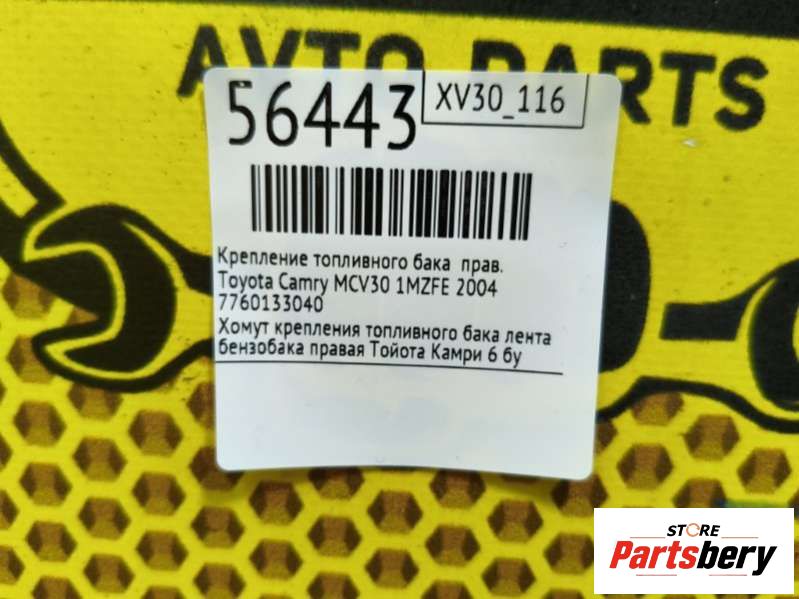 AVTO PARTS
56443
XV30_116
Крепление топливного бака прав.
Toyota Camry MCV30 1MZFE 2004
7760133040
Хомут крепления топливного бака лента
бензобака правая Тойота Камри 6 бу
STORE
Partsbery